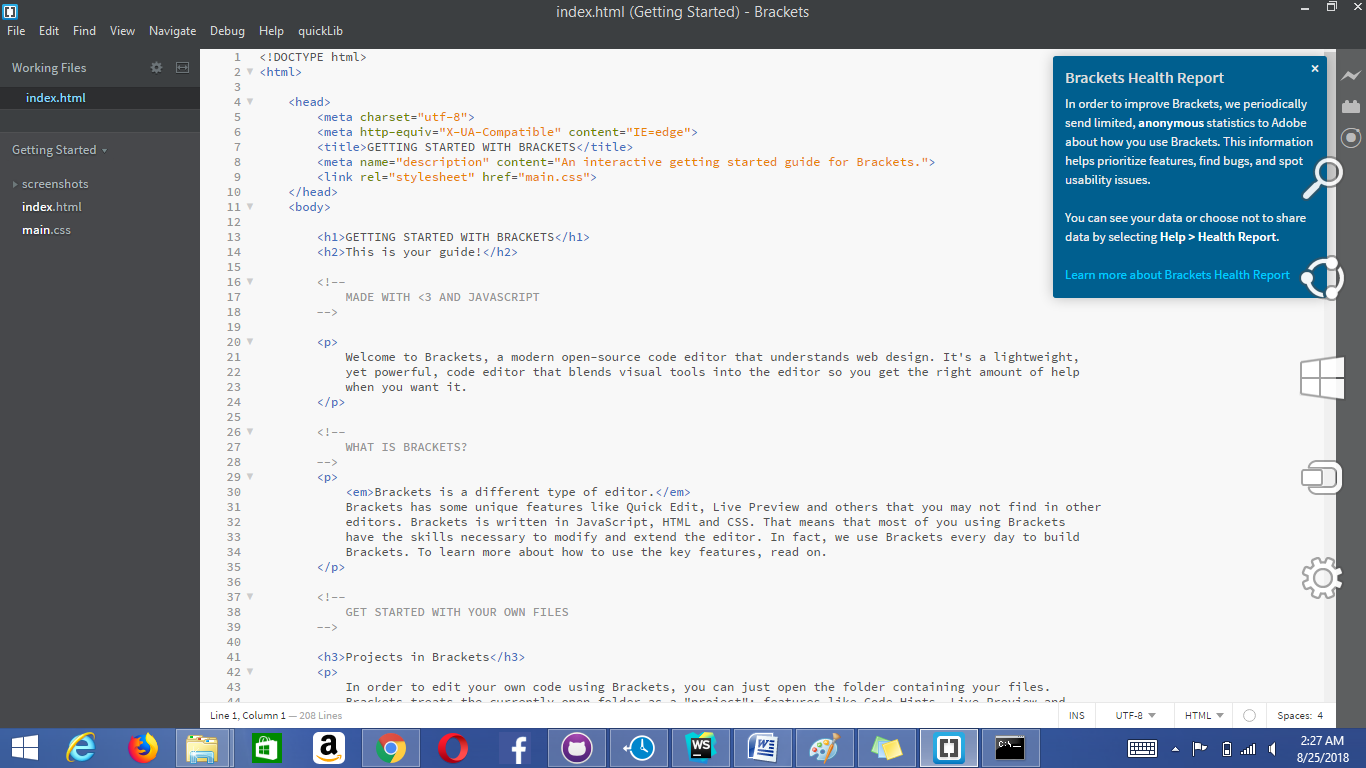 index.html (Getting Started) - Brackets
File Edit Find View Navigate Debug Help quickLib
Working Files
index.html
Getting Started
screenshots
index.html
main.css
1 <!DOCTYPE html>
2 <html>
3
4 <head>
5 <meta charset="utf-8">
6 <meta http-equiv="X-UA-Compatible" content="IE=edge">
7 <title>GETTING STARTED WITH BRACKETS</title>
8 <meta name="description" content="An interactive getting started guide for Brackets.">
9 <link rel="stylesheet" href="main.css">
10 </head>
11 <body>
12
13 <h1>GETTING STARTED WITH BRACKETS</h1>
14 <h2>This is your guide!</h2>
15
16 <!--
17 MADE WITH <3 AND JAVASCRIPT
18 -->
19
20 <p>
21 Welcome to Brackets, a modern open-source code editor that understands web design. It's a lightweight,
22 yet powerful, code editor that blends visual tools into the editor so you get the right amount of help
23 when you want it.
24 </p>
25
26 <!--
27 WHAT IS BRACKETS?
28 -->
29 <p>
30 <em>Brackets is a different type of editor.</em>
31 Brackets has some unique features like Quick Edit, Live Preview and others that you may not find in other
32 editors. Brackets is written in JavaScript, HTML and CSS. That means that most of you using Brackets
33 have the skills necessary to modify and extend the editor. In fact, we use Brackets every day to build
34 Brackets. To learn more about how to use the key features, read on.
35 </p>
36
37 <!--
38 GET STARTED WITH YOUR OWN FILES
39 -->
40
41 <h3>Projects in Brackets</h3>
42 <p>
43 In order to edit your own code using Brackets, you can just open the folder containing your files.
44 Brackets treats the currently open folder as a "project"; features like Code Hints, Live Preview and
Brackets Health Report
×
In order to improve Brackets, we periodically
send limited, anonymous statistics to Adobe
about how you use Brackets. This information
helps prioritize features, find bugs, and spot
usability issues.
You can see your data or choose not to share
data by selecting Help > Health Report.
Learn more about Brackets Health Report
Line 1, Column 1 — 208 Lines
INS UTF-8 HTML Spaces: 4
a
f
WS
W
C:\_
2:27 AM
8/25/2018